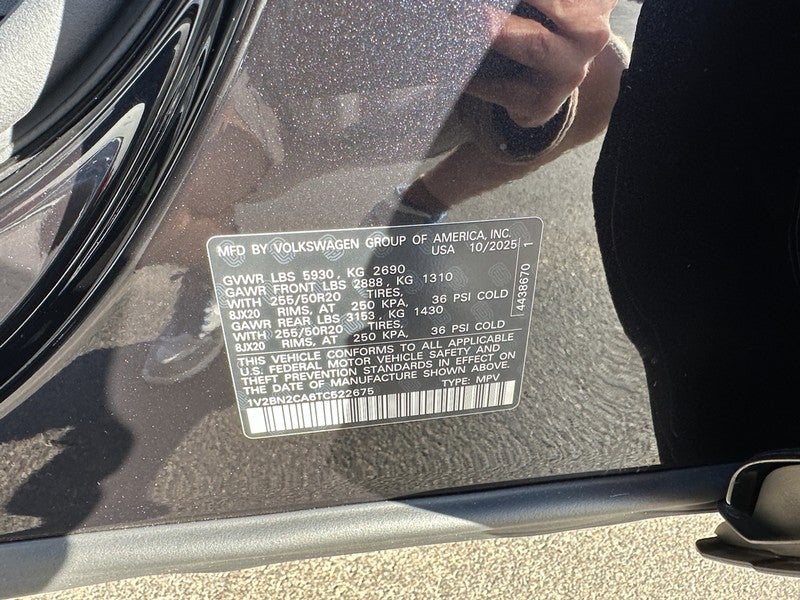 MFD BY VOLKSWAGEN GROUP OF AMERICA, INC.
USA 10/2025
GVWR LBS 5930, KG 2690
GAWR FRONT LBS 2888, KG 1310
WITH 255/50R20 TIRES,
8JX20 RIMS, AT 250 KPA, 36 PSI COLD
GAWR REAR LBS 3153, KG 1430
WITH 255/50R20 TIRES,
8JX20 RIMS, AT 250 KPA, 36 PSI COLD
THIS VEHICLE CONFORMS TO ALL APPLICABLE
U.S. FEDERAL MOTOR VEHICLE SAFETY AND
THEFT PREVENTION STANDARDS IN EFFECT ON
THE DATE OF MANUFACTURE SHOWN ABOVE.
1V2BN2CA6TC522675 TYPE: MPV
4438670 1